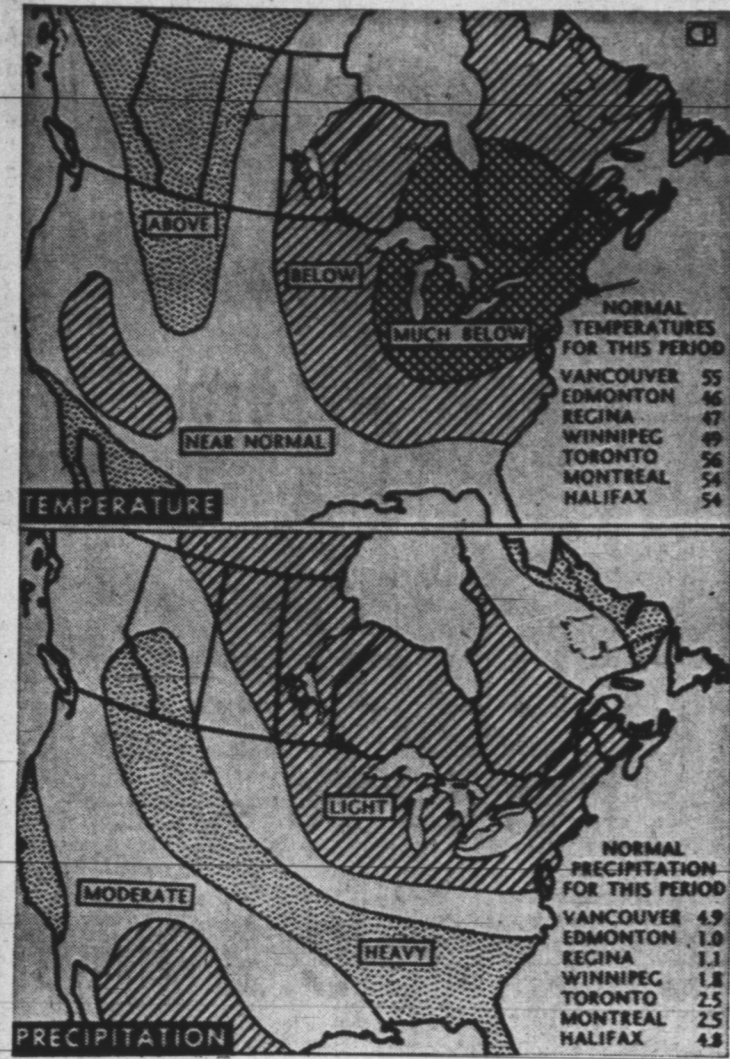 CP
ABOVE
BELOW
MUCH BELOW
NEAR NORMAL
NORMAL
TEMPERATURES
FOR THIS PERIOD
VANCOUVER 55
EDMONTON 46
REGINA 47
WINNIPEG 49
TORONTO 56
MONTREAL 54
HALIFAX 54
TEMPERATURE
LIGHT
MODERATE
HEAVY
NORMAL
PRECIPITATION
FOR THIS PERIOD
VANCOUVER 4.9
EDMONTON 1.0
REGINA 1.1
WINNIPEG 1.8
TORONTO 2.5
MONTREAL 2.5
HALIFAX 4.8
PRECIPITATION